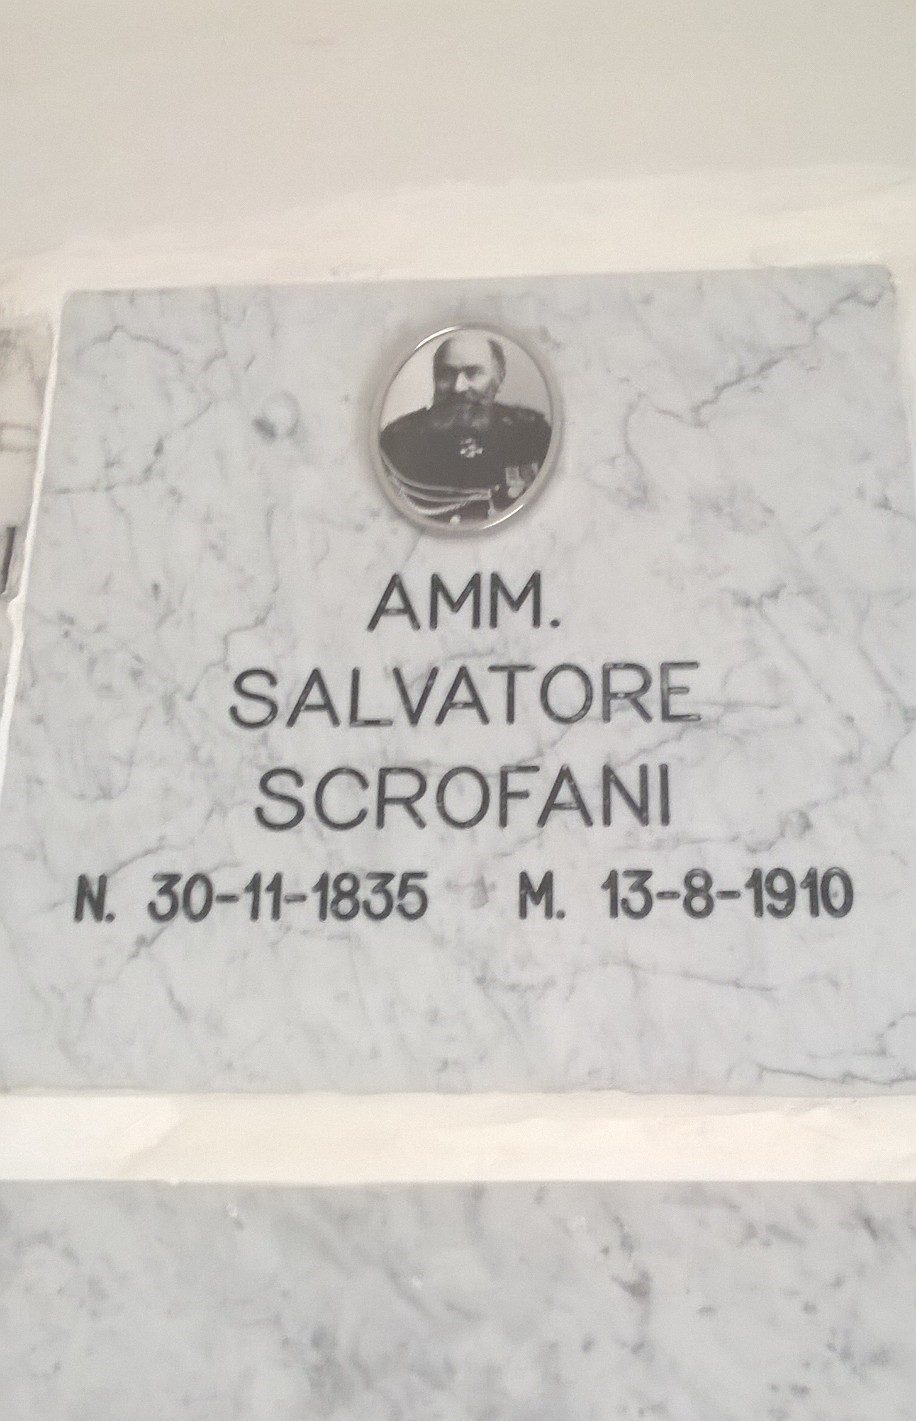 AMM.
SALVATORE
SCROFANI
N. 30-11-1835 M. 13-8-1910